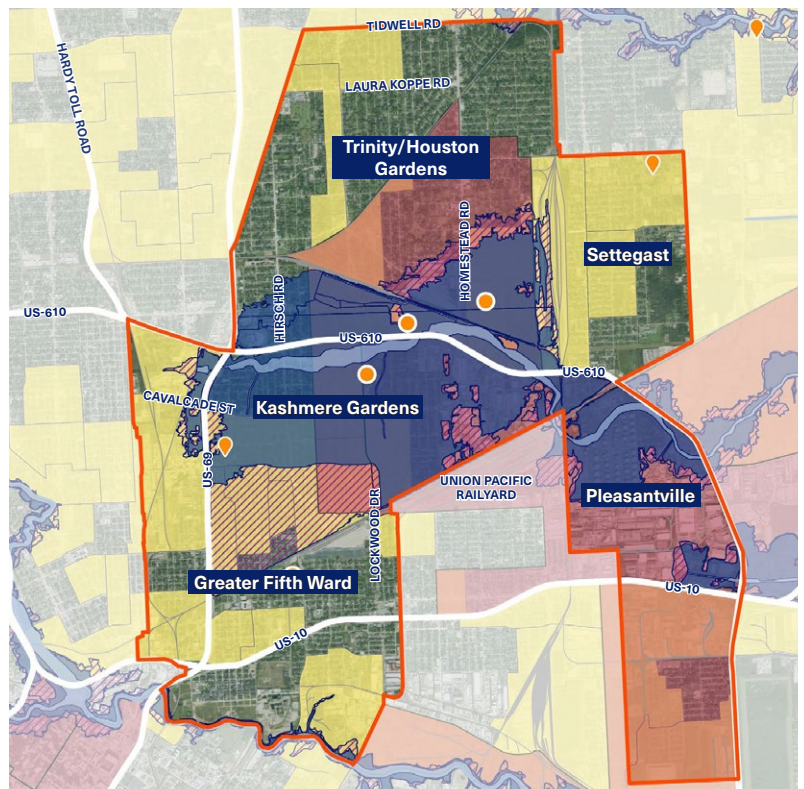 TIDWELL RD
HARDY TOLL ROAD
LAURA KOPPE RD
Trinity/Houston
Gardens
HOMESTEAD RD
Settegast
HIRSCH RD
US-610
US-610
US-610
CAVALCADE ST
Kashmere Gardens
US-69
UNION PACIFIC
RAILYARD
Pleasantville
LOCKWOOD DR
Greater Fifth Ward
US-10
US-10